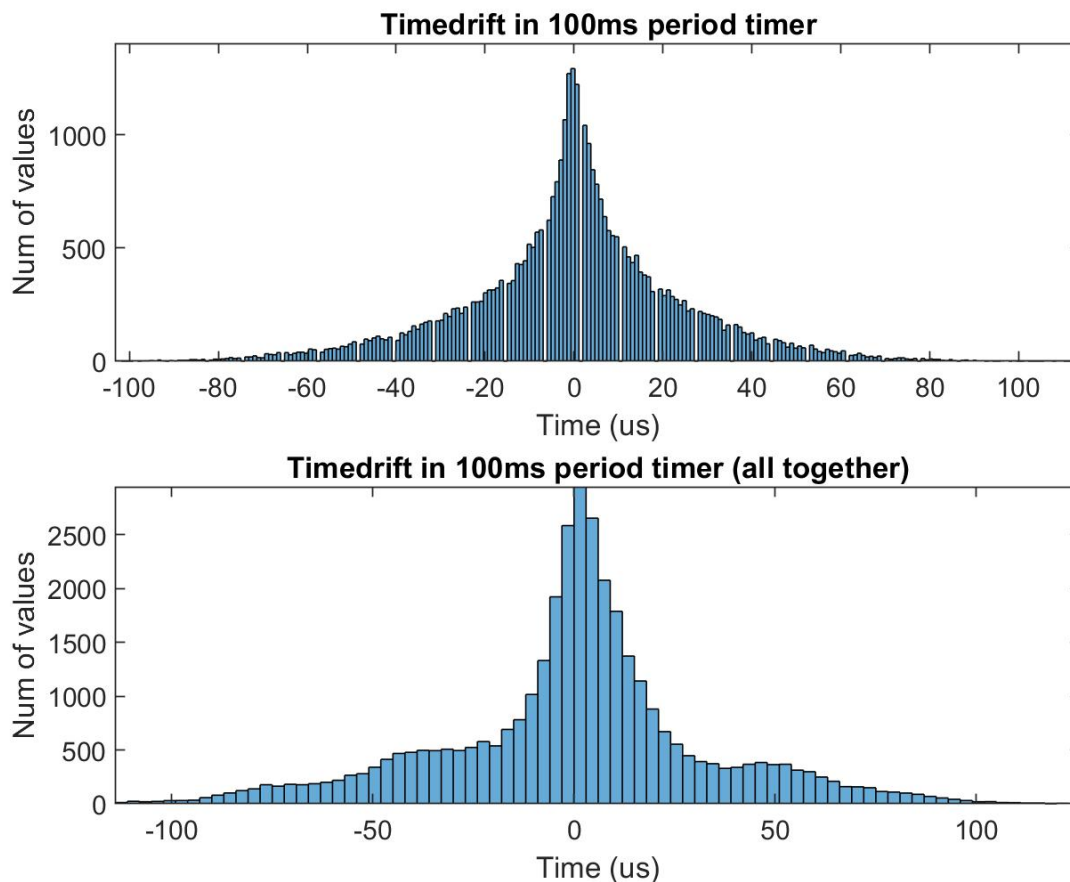 Timedrift in 100ms period timer
1000
500
0
Num of values
-100 -80 -60 -40 -20 0 20 40 60 80 100
Time (us)
Timedrift in 100ms period timer (all together)
2500
2000
1500
1000
500
0
Num of values
-100 -50 0 50 100
Time (us)